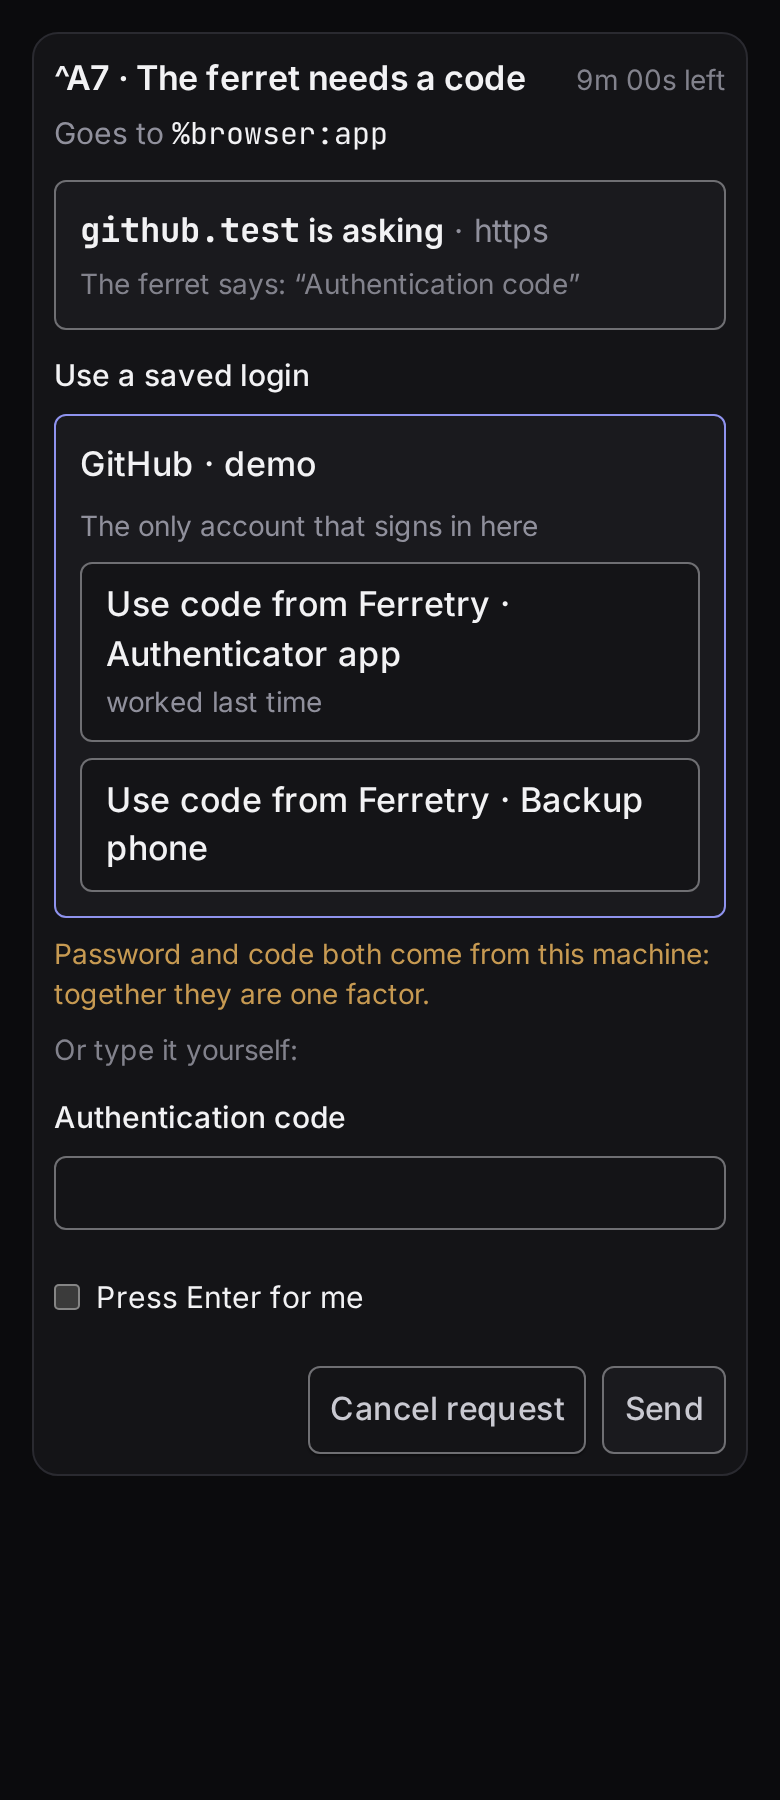 ^A7 · The ferret needs a code 9m 00s left
Goes to %browser:app
github.test is asking · https
The ferret says: “Authentication code”
Use a saved login
GitHub · demo
The only account that signs in here
Use code from Ferretry ·
Authenticator app
worked last time
Use code from Ferretry · Backup
phone
Password and code both come from this machine:
together they are one factor.
Or type it yourself:
Authentication code
Press Enter for me
Cancel request Send